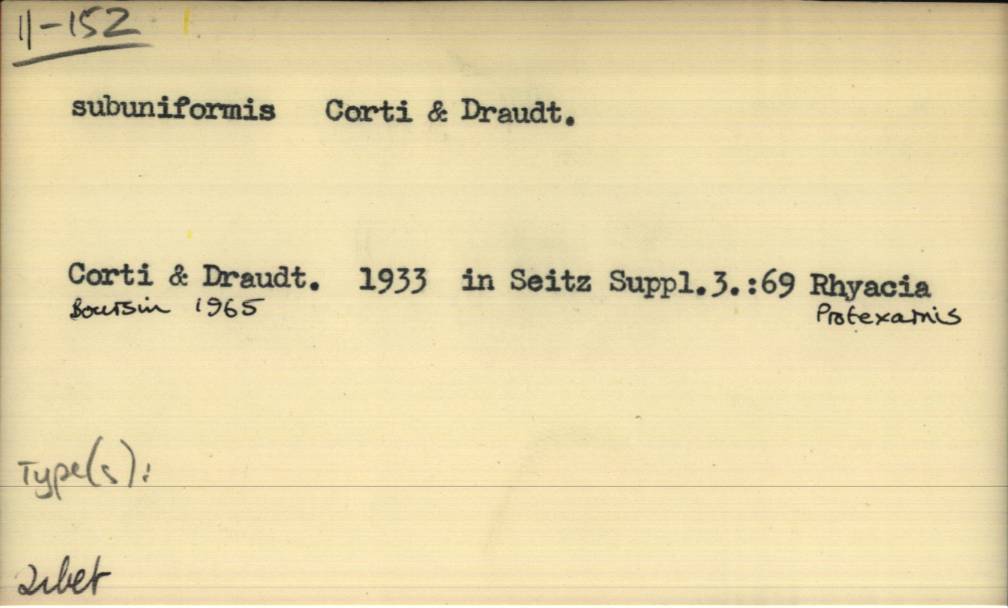 11-152
subuniformis Corti & Draudt.
Corti & Draudt. 1933 in Seitz Suppl.3.:69 Rhyacia
Boursin 1965 Protexarnis
Type(s):
Tibet